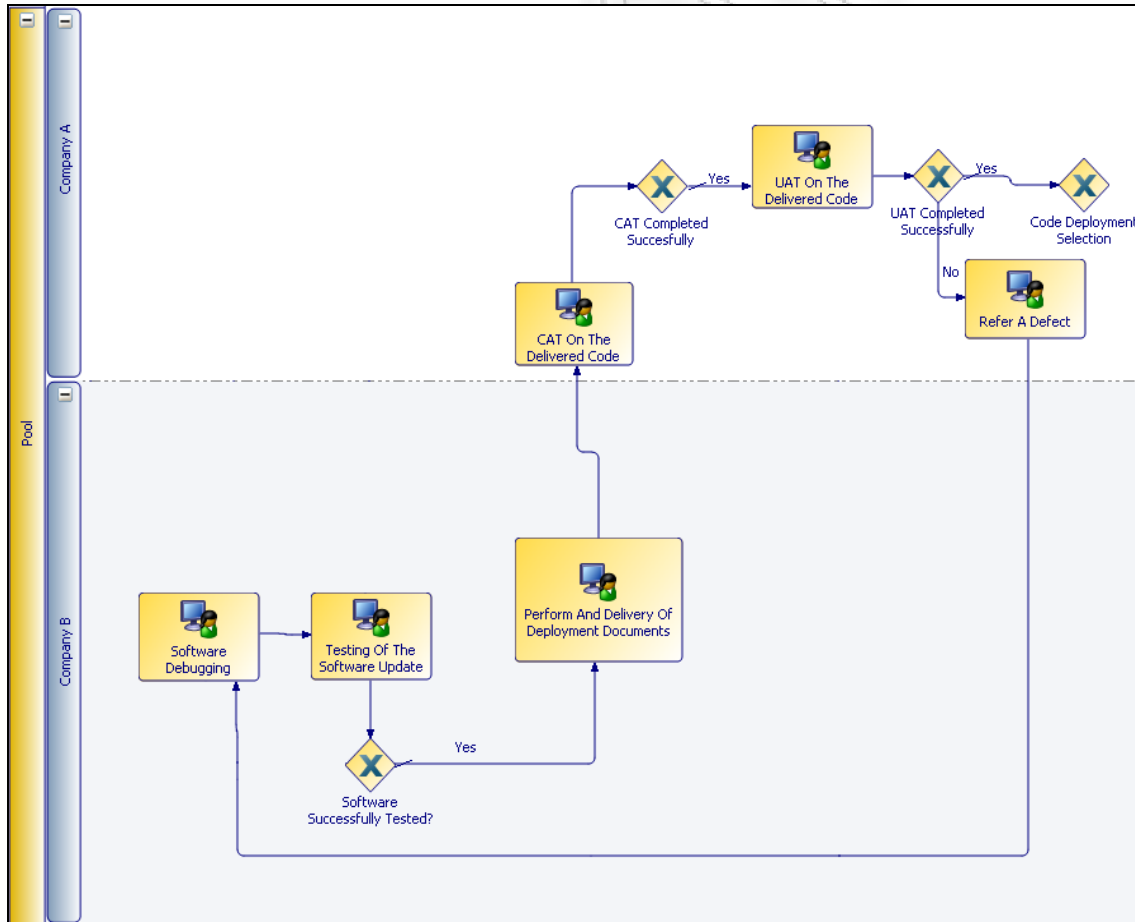 Pool
Company A
Company B
CAT Completed
Succesfully
Yes
UAT On The
Delivered Code
UAT Completed
Successfully
Yes
Code Deployment
Selection
No
Refer A Defect
CAT On The
Delivered Code
Perform And Delivery Of
Deployment Documents
Software
Debugging
Testing Of The
Software Update
Yes
Software
Successfully Tested?